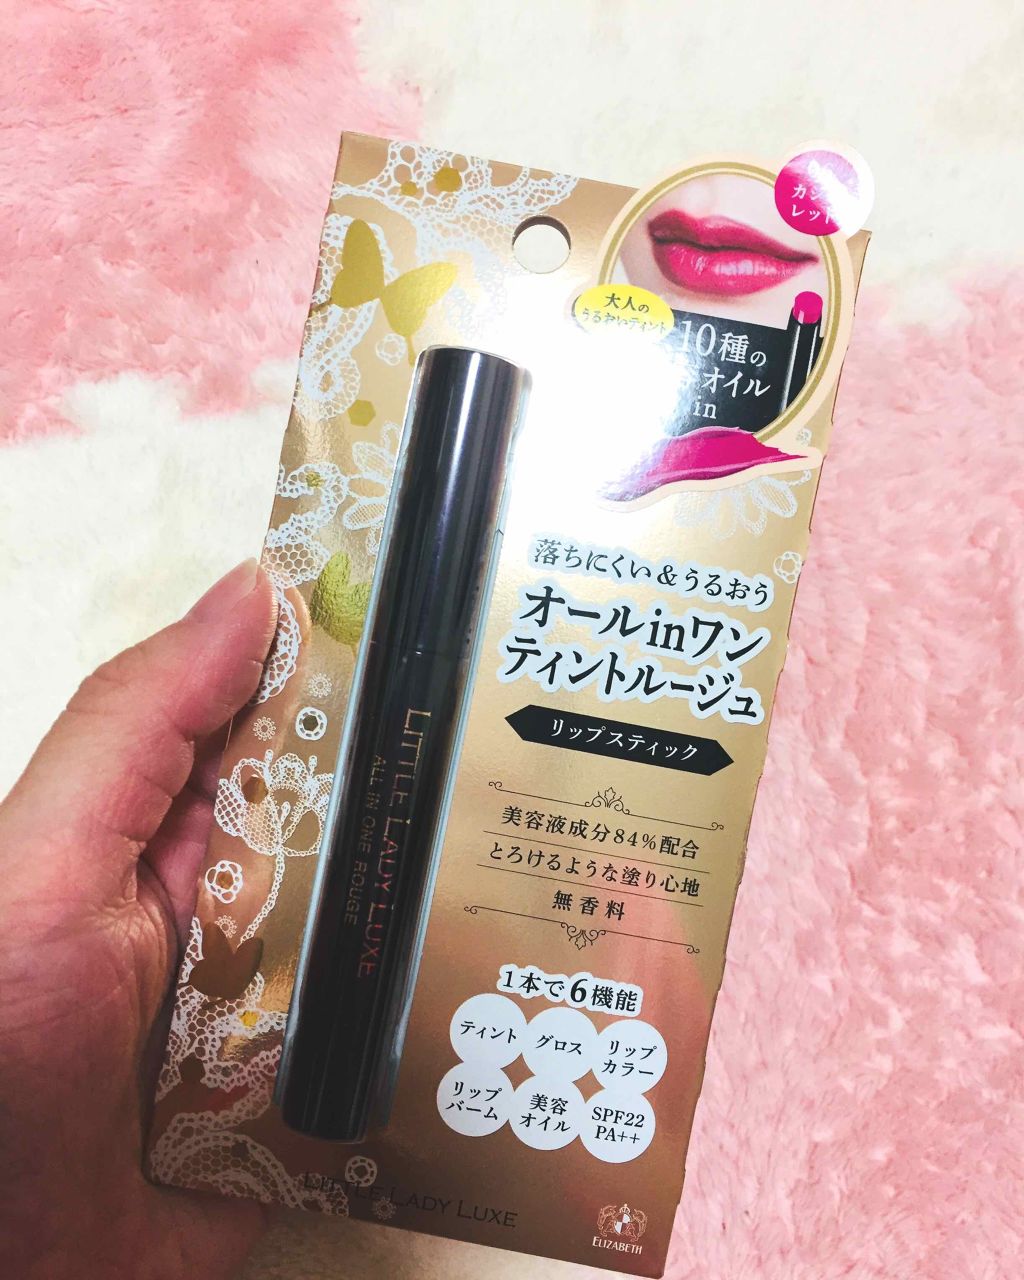 レッド
大人の
うるおいティント
10種の
オイル
in
落ちにくい&うるおう
オールinワン
ティントルージュ
リップスティック
美容液成分84%配合
とろけるような塗り心地
無香料
1本で6機能
ティント
グロス
リップ
カラー
リップ
バーム
美容
オイル
SPF22
PA++
LITTLE LADY LUXE
ALL IN ONE ROUGE
LITTLE LADY LUXE
ELIZABETH